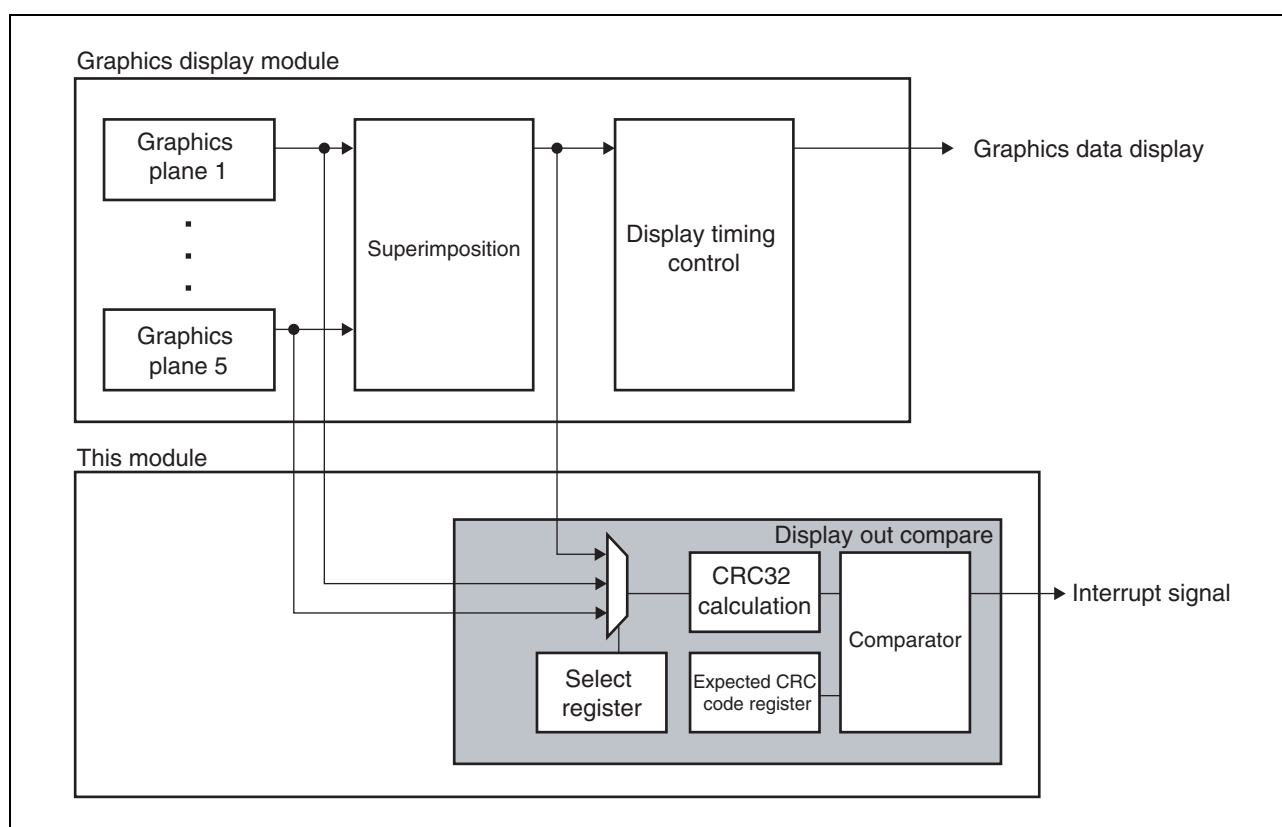 Graphics display module
Graphics
plane 1
Superimposition
Display timing
control
Graphics data display
Graphics
plane 5
This module
Display out compare
CRC32
calculation
Comparator
Interrupt signal
Select
register
Expected CRC
code register